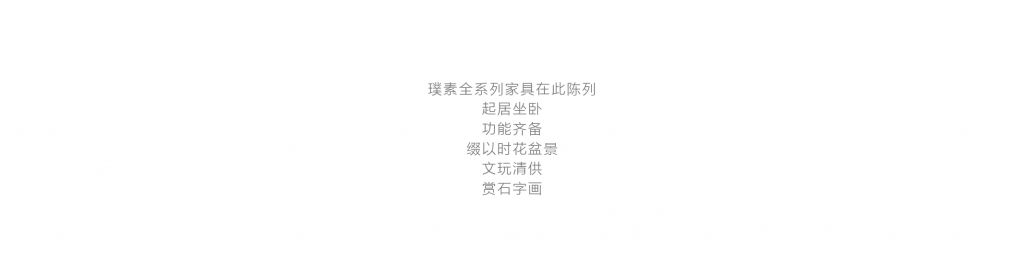 璞素全系列家具在此陈列
起居坐卧
功能齐备
缀以时花盆景
文玩清供
赏石字画